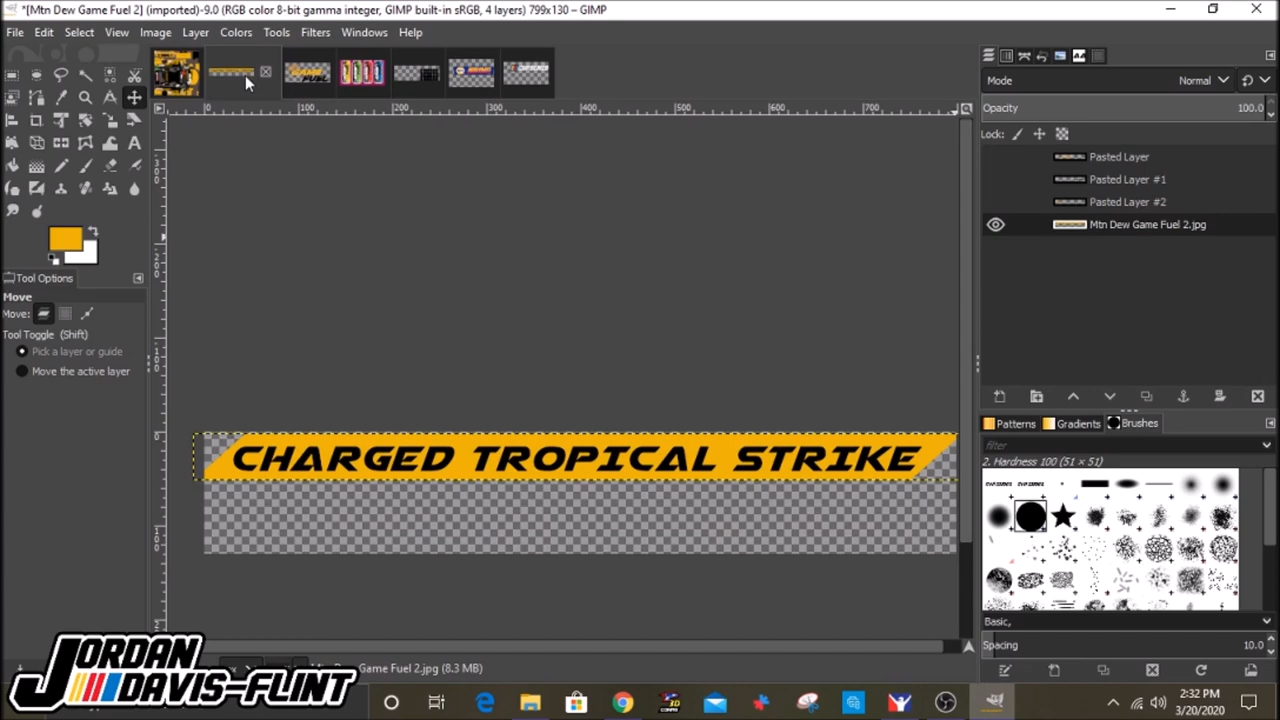 *[Mtn Dew Game Fuel 2] (imported)-9.0 (RGB color 8-bit gamma integer, GIMP built-in sRGB, 4 layers) 799x130 – GIMP
File Edit Select View Image Layer Colors Tools Filters Windows Help
Mode Normal
Opacity 100.0
0 100 200 300 400 500 600 700
Lock:
Pasted Layer
Pasted Layer #1
Pasted Layer #2
Mtn Dew Game Fuel 2.jpg
Tool Options
Move
Move:
Tool Toggle (Shift)
Pick a layer or guide
Move the active layer
Patterns Gradients Brushes
filter
2. Hardness 100 (51 × 51)
CHARGED TROPICAL STRIKE
Basic,
Spacing 10.0
Game Fuel 2.jpg (8.3 MB)
JORDAN
DAVIS-FLINT
2:32 PM
3/20/2020